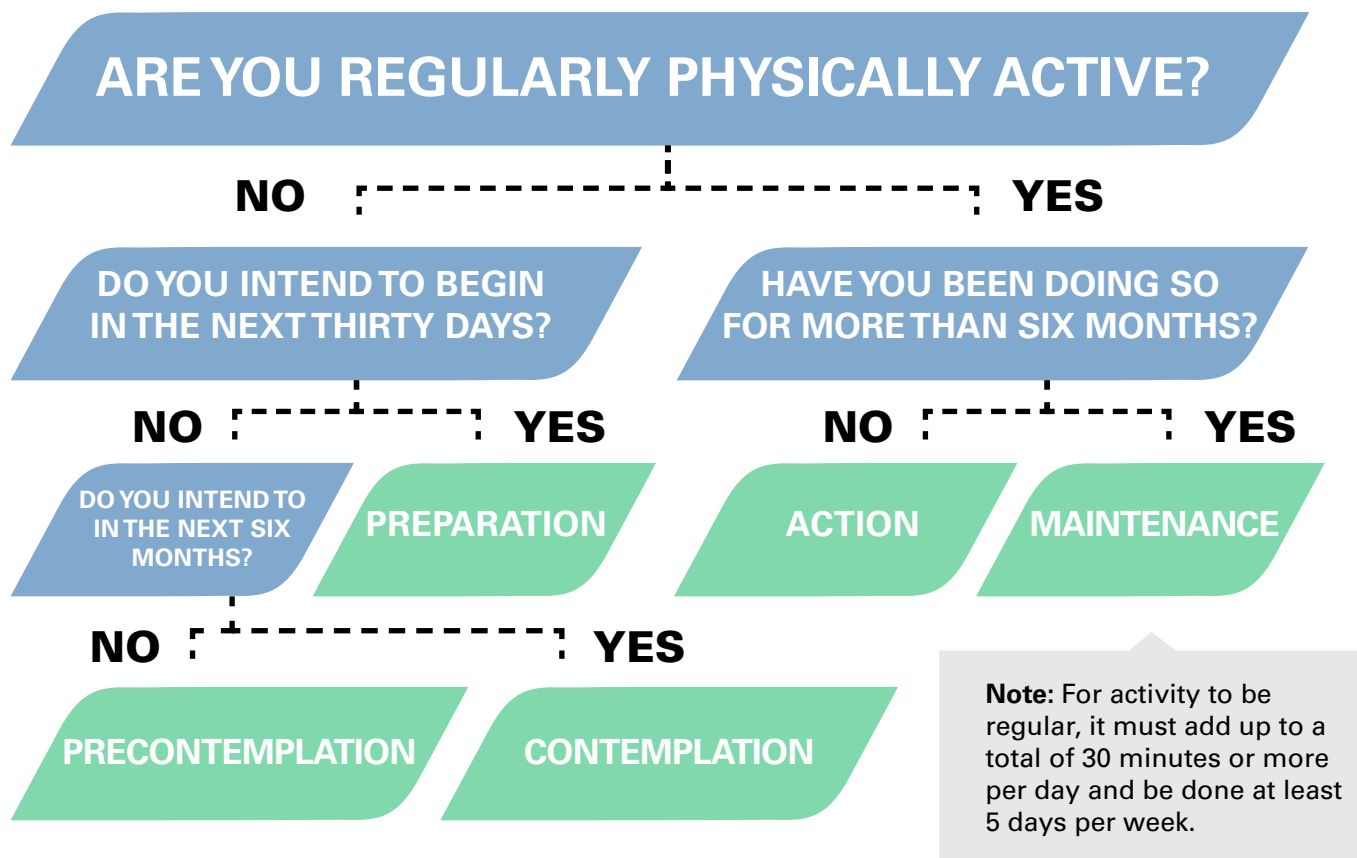 ARE YOU REGULARLY PHYSICALLY ACTIVE?
NO
YES
DO YOU INTEND TO BEGIN
IN THE NEXT THIRTY DAYS?
HAVE YOU BEEN DOING SO
FOR MORE THAN SIX MONTHS?
NO
YES
NO
YES
DO YOU INTEND TO
IN THE NEXT SIX
MONTHS?
PREPARATION
ACTION
MAINTENANCE
NO
YES
PRECONTEMPLATION
CONTEMPLATION
Note: For activity to be
regular, it must add up to a
total of 30 minutes or more
per day and be done at least
5 days per week.